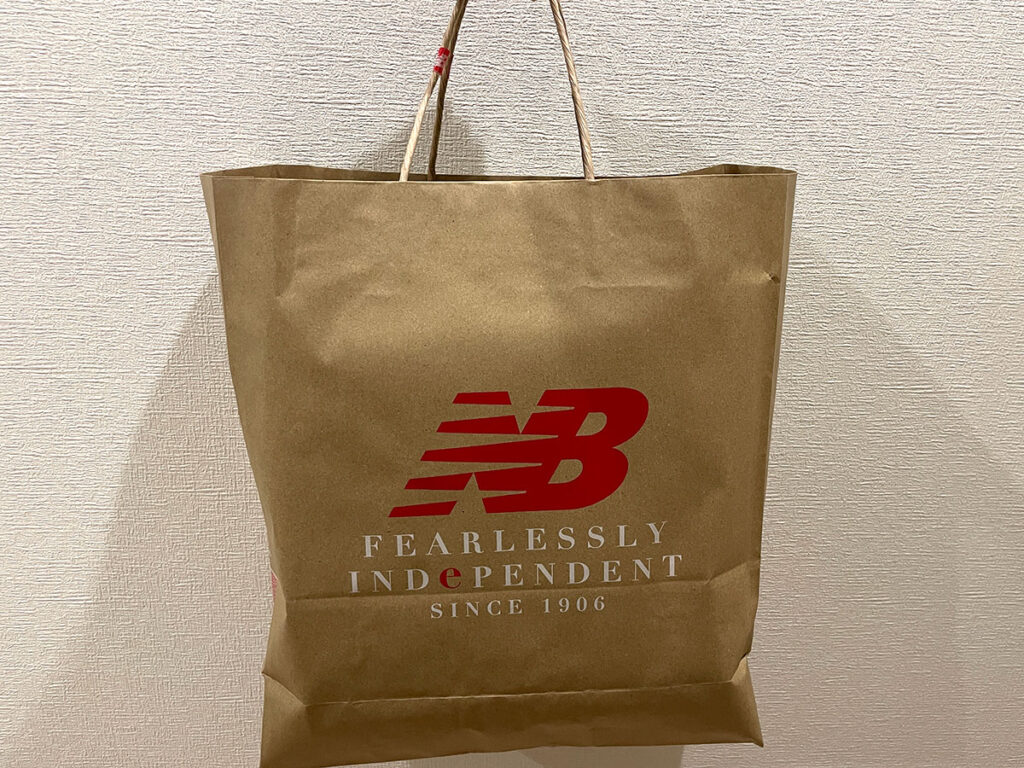 NB
FEARLESSLY
INDePENDENT
SINCE 1906